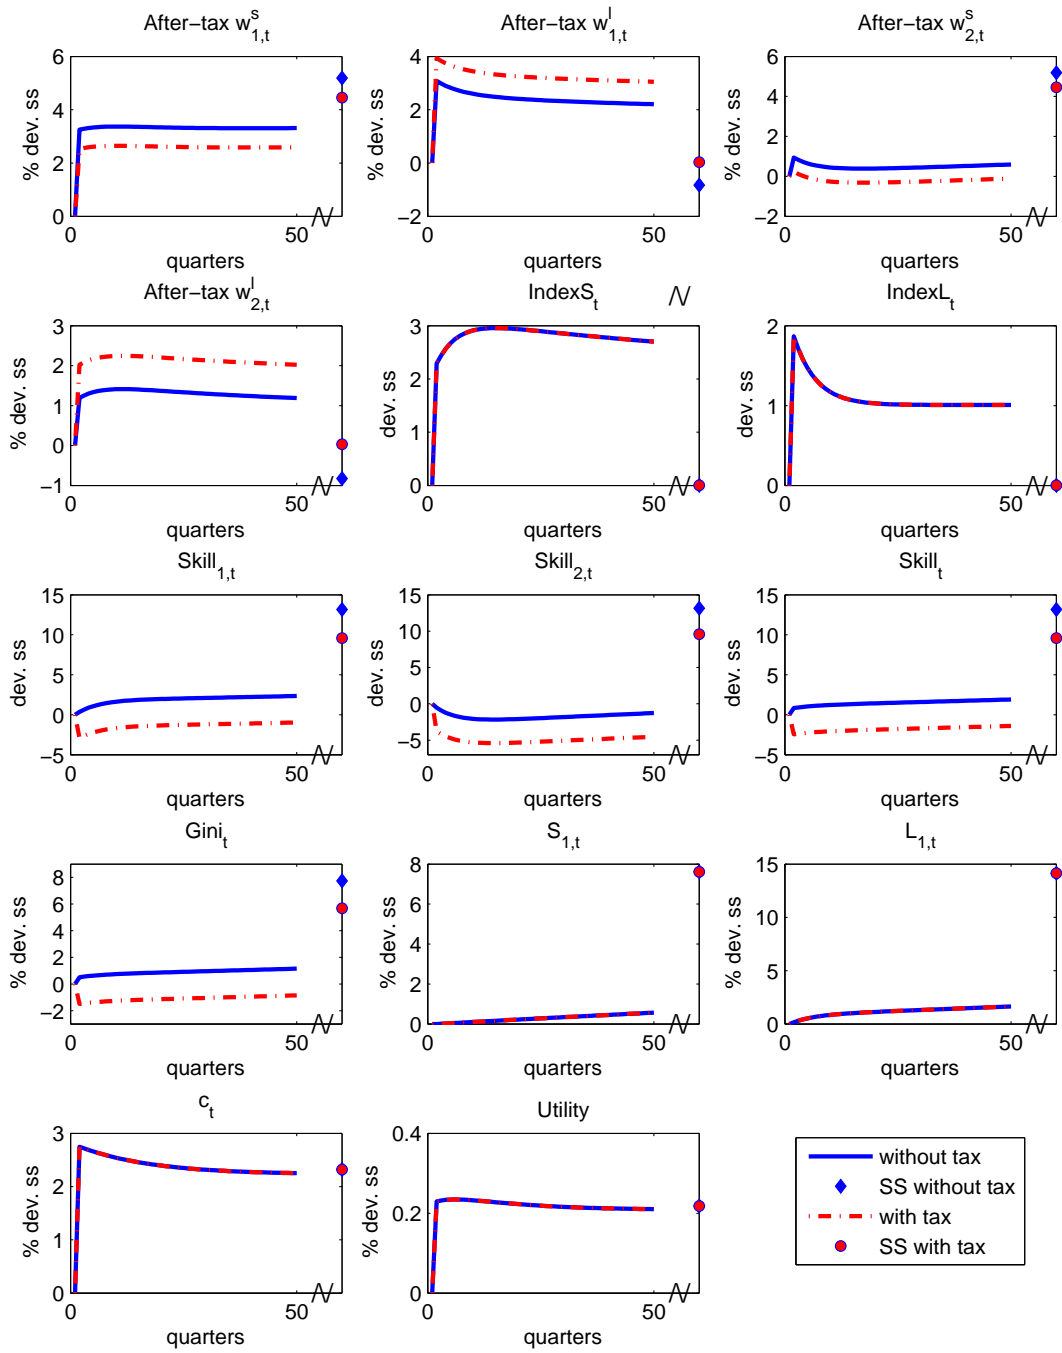 After-tax w^s_{1,t}
After-tax w^l_{1,t}
After-tax w^s_{2,t}
% dev. ss
6
4
2
0
0
50
quarters
% dev. ss
4
2
0
−2
0
50
quarters
% dev. ss
6
4
2
0
−2
0
50
quarters
After-tax w^l_{2,t}
IndexS_t
IndexL_t
% dev. ss
3
2
1
0
−1
0
50
quarters
dev. ss
3
2
1
0
0
50
quarters
2
1
0
0
50
quarters
Skill_{1,t}
Skill_{2,t}
Skill_t
dev. ss
15
10
5
0
−5
0
50
quarters
dev. ss
15
10
5
0
−5
0
50
quarters
dev. ss
15
10
5
0
−5
0
50
quarters
Gini_t
S_{1,t}
L_{1,t}
% dev. ss
8
6
4
2
0
−2
0
50
quarters
% dev. ss
8
6
4
2
0
0
50
quarters
% dev. ss
15
10
5
0
0
50
quarters
c_t
Utility
% dev. ss
3
2
1
0
0
50
quarters
% dev. ss
0.4
0.2
0
0
50
quarters
without tax
SS without tax
with tax
SS with tax